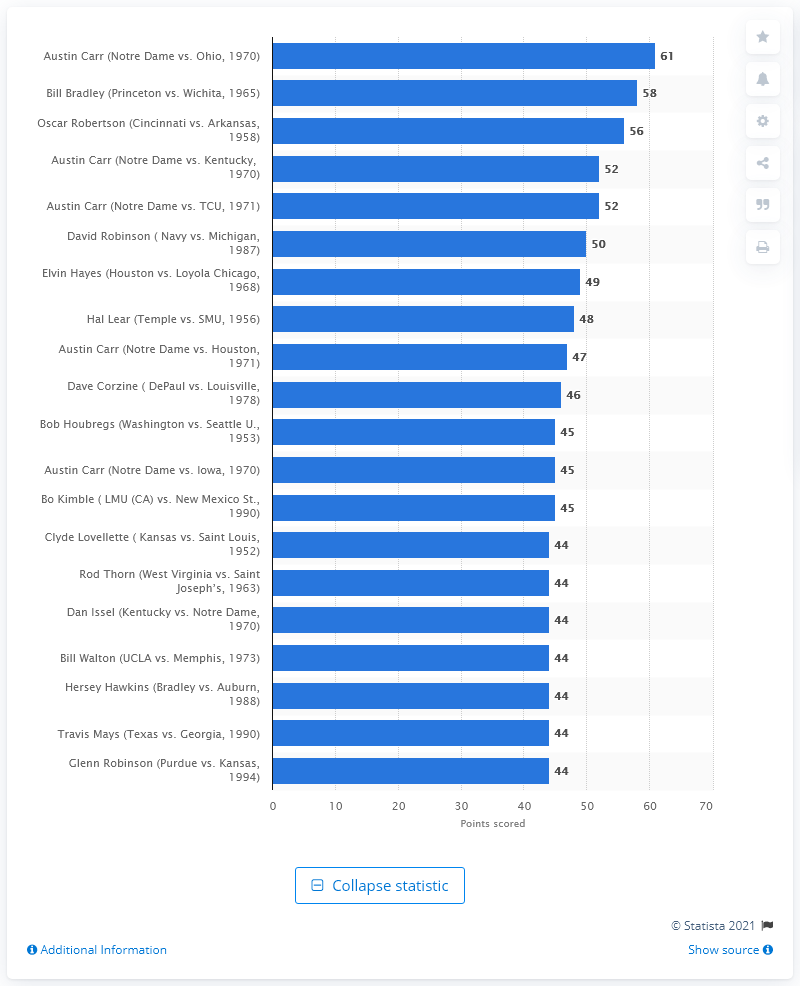 Austin Carr (Notre Dame vs. Ohio, 1970)
61
Bill Bradley (Princeton vs. Wichita, 1965)
58
Oscar Robertson (Cincinnati vs. Arkansas,
1958)
56
Austin Carr (Notre Dame vs. Kentucky,
1970)
52
Austin Carr (Notre Dame vs. TCU, 1971)
52
David Robinson ( Navy vs. Michigan,
1987)
50
Elvin Hayes (Houston vs. Loyola Chicago,
1968)
49
Hal Lear (Temple vs. SMU, 1956)
48
Austin Carr (Notre Dame vs. Houston,
1971)
47
Dave Corzine ( DePaul vs. Louisville,
1978)
46
Bob Houbregs (Washington vs. Seattle U.,
1953)
45
Austin Carr (Notre Dame vs. Iowa, 1970)
45
Bo Kimble ( LMU (CA) vs. New Mexico St.,
1990)
45
Clyde Lovellette ( Kansas vs. Saint Louis,
1952)
44
Rod Thorn (West Virginia vs. Saint
Joseph's, 1963)
44
Dan Issel (Kentucky vs. Notre Dame,
1970)
44
Bill Walton (UCLA vs. Memphis, 1973)
44
Hersey Hawkins (Bradley vs. Auburn,
1988)
44
Travis Mays (Texas vs. Georgia, 1990)
44
Glenn Robinson (Purdue vs. Kansas,
1994)
44
0 10 20 30 40 50 60 70
Points scored
Collapse statistic
© Statista 2021
Additional Information
Show source